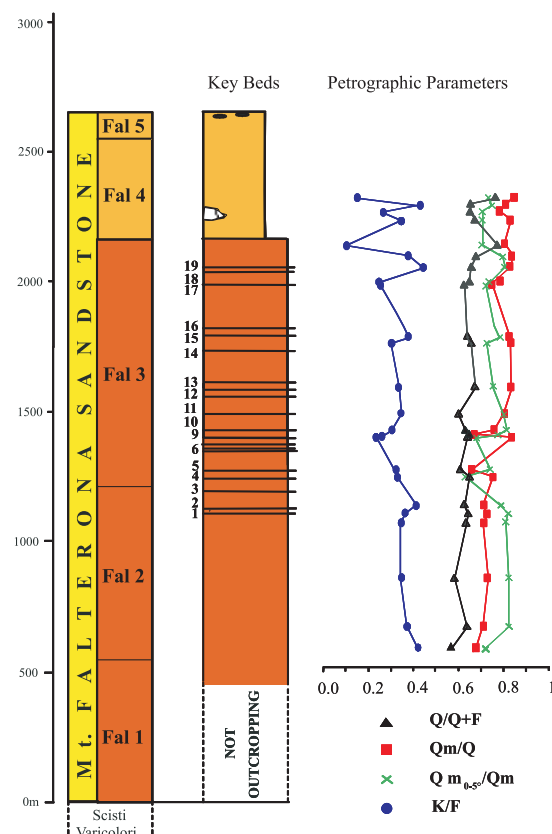 3000
2500
2000
1500
1000
500
0m
Mt. FALTERONA SANDSTONE
Fal 5
Fal 4
Fal 3
Fal 2
Fal 1
Scisti
Varicolori
Key Beds
19
18
17
16
15
14
13
12
11
10
9
6
5
4
3
2
1
NOT
OUTCROPPING
Petrographic Parameters
0.0 0.2 0.4 0.6 0.8 1
Q/Q+F
Qm/Q
Q m0-5°/Qm
K/F